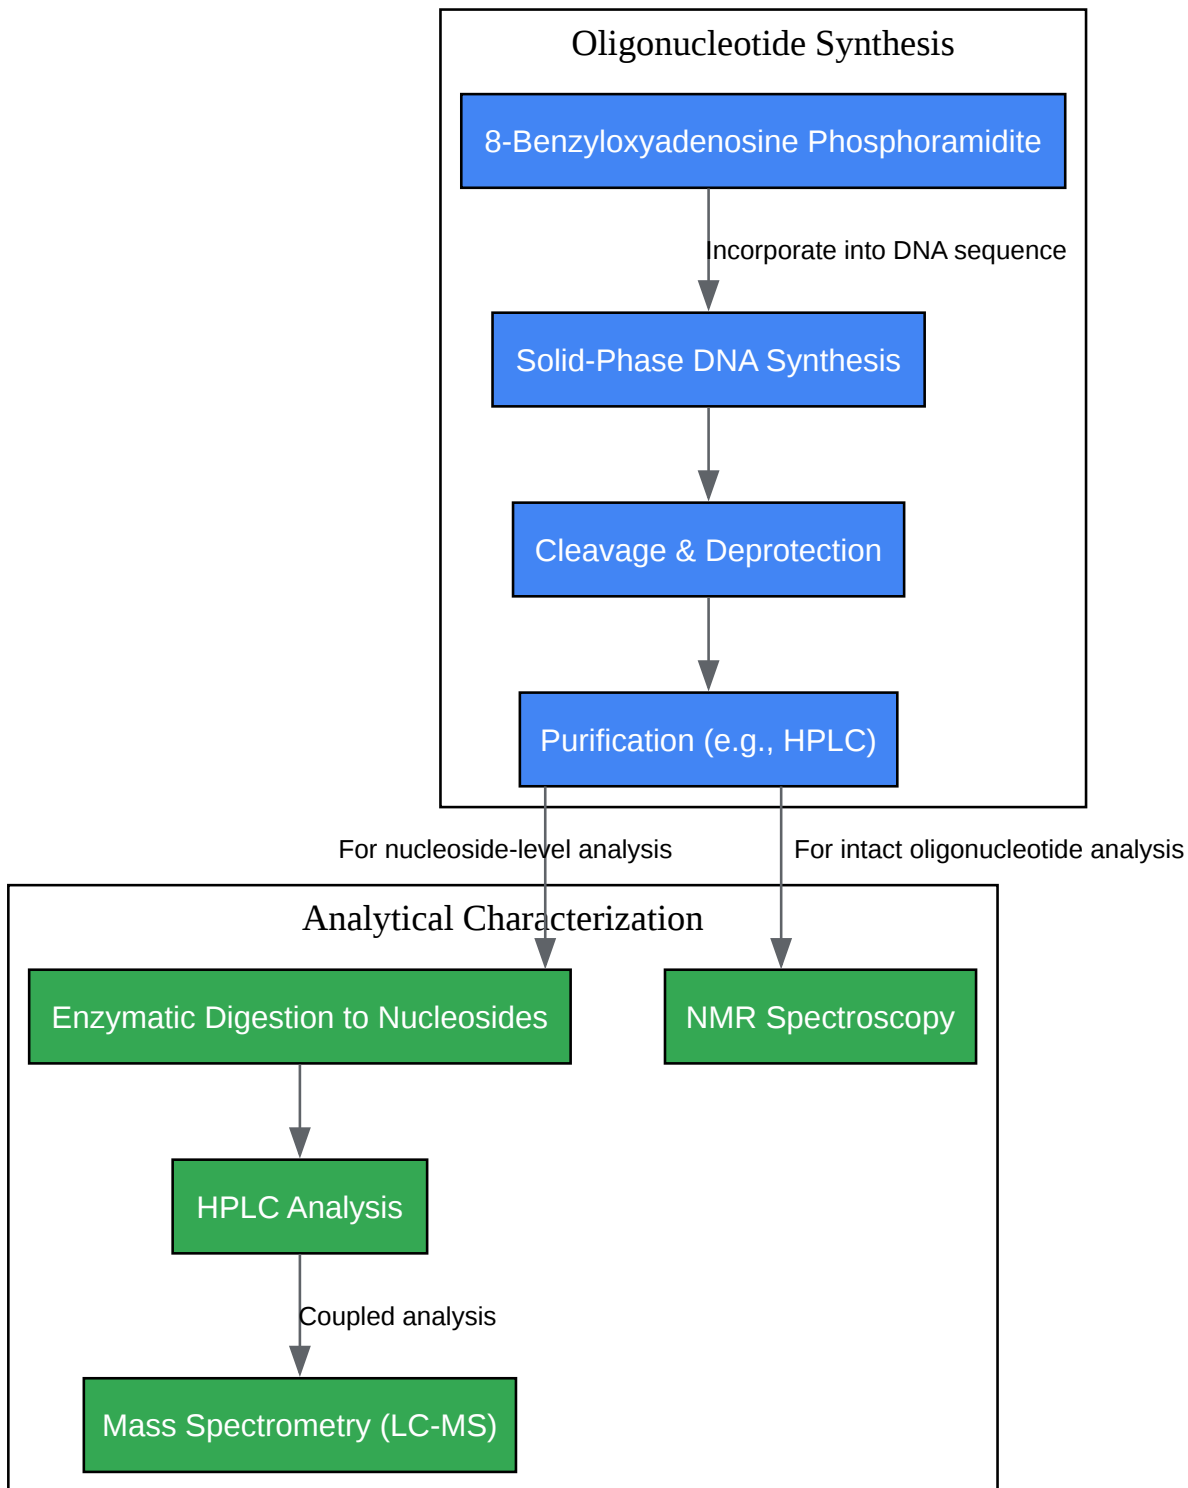 Oligonucleotide Synthesis
8-Benzyloxyadenosine Phosphoramidite
Incorporate into DNA sequence
Solid-Phase DNA Synthesis
Cleavage & Deprotection
Purification (e.g., HPLC)
For nucleoside-level analysis
For intact oligonucleotide analysis
Analytical Characterization
Enzymatic Digestion to Nucleosides
NMR Spectroscopy
HPLC Analysis
Coupled analysis
Mass Spectrometry (LC-MS)